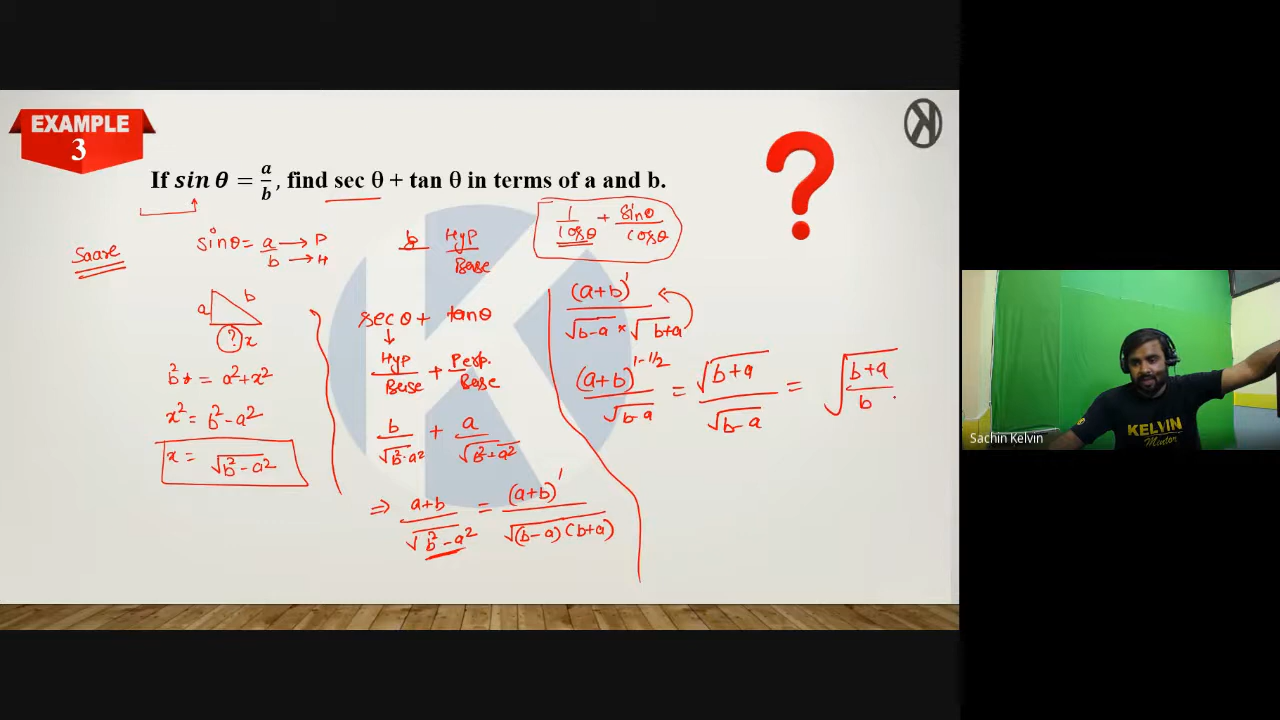 EXAMPLE
3
If sin θ = a/b, find sec θ + tan θ in terms of a and b.
Saare
sinθ = a/b → P
→ H
a
b
? x
b² = a² + x²
x² = b² - a²
x = √b² - a²
Hyp/Base
secθ + tanθ
Hyp/Base + Perp./Base
b/√b²-a² + a/√b²+a²
⇒ a+b/√b²-a² = (a+b)¹/√(b-a)(b+a)
1/cosθ + sinθ/cosθ
(a+b)¹/√b-a * √b+a
(a+b)^1-1/2/√b-a = √b+a/√b-a = √b+a/b
KELVIN
Mentor
Sachin Kelvin